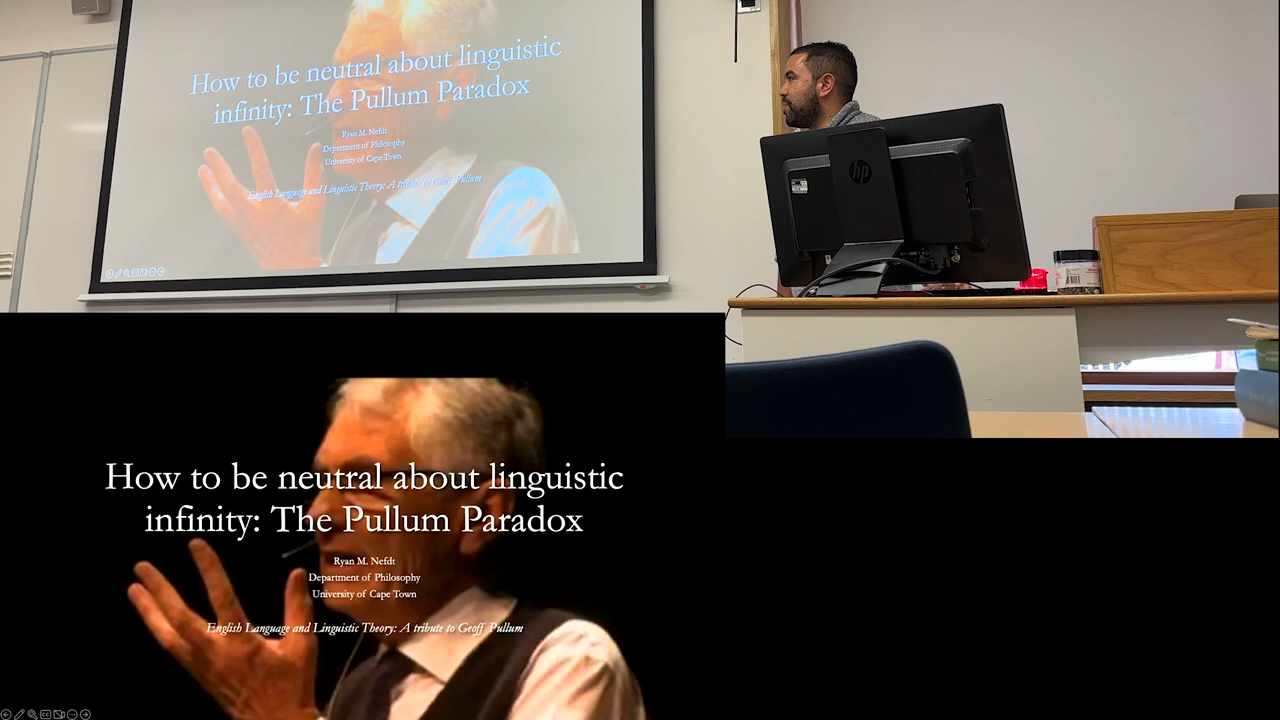 How to be neutral about linguistic
infinity: The Pullum Paradox
Ryan M. Nefdt
Department of Philosophy
University of Cape Town
English Language and Linguistic Theory: A tribute to Geoff Pullum
hp
How to be neutral about linguistic
infinity: The Pullum Paradox
Ryan M. Nefdt
Department of Philosophy
University of Cape Town
English Language and Linguistic Theory: A tribute to Geoff Pullum